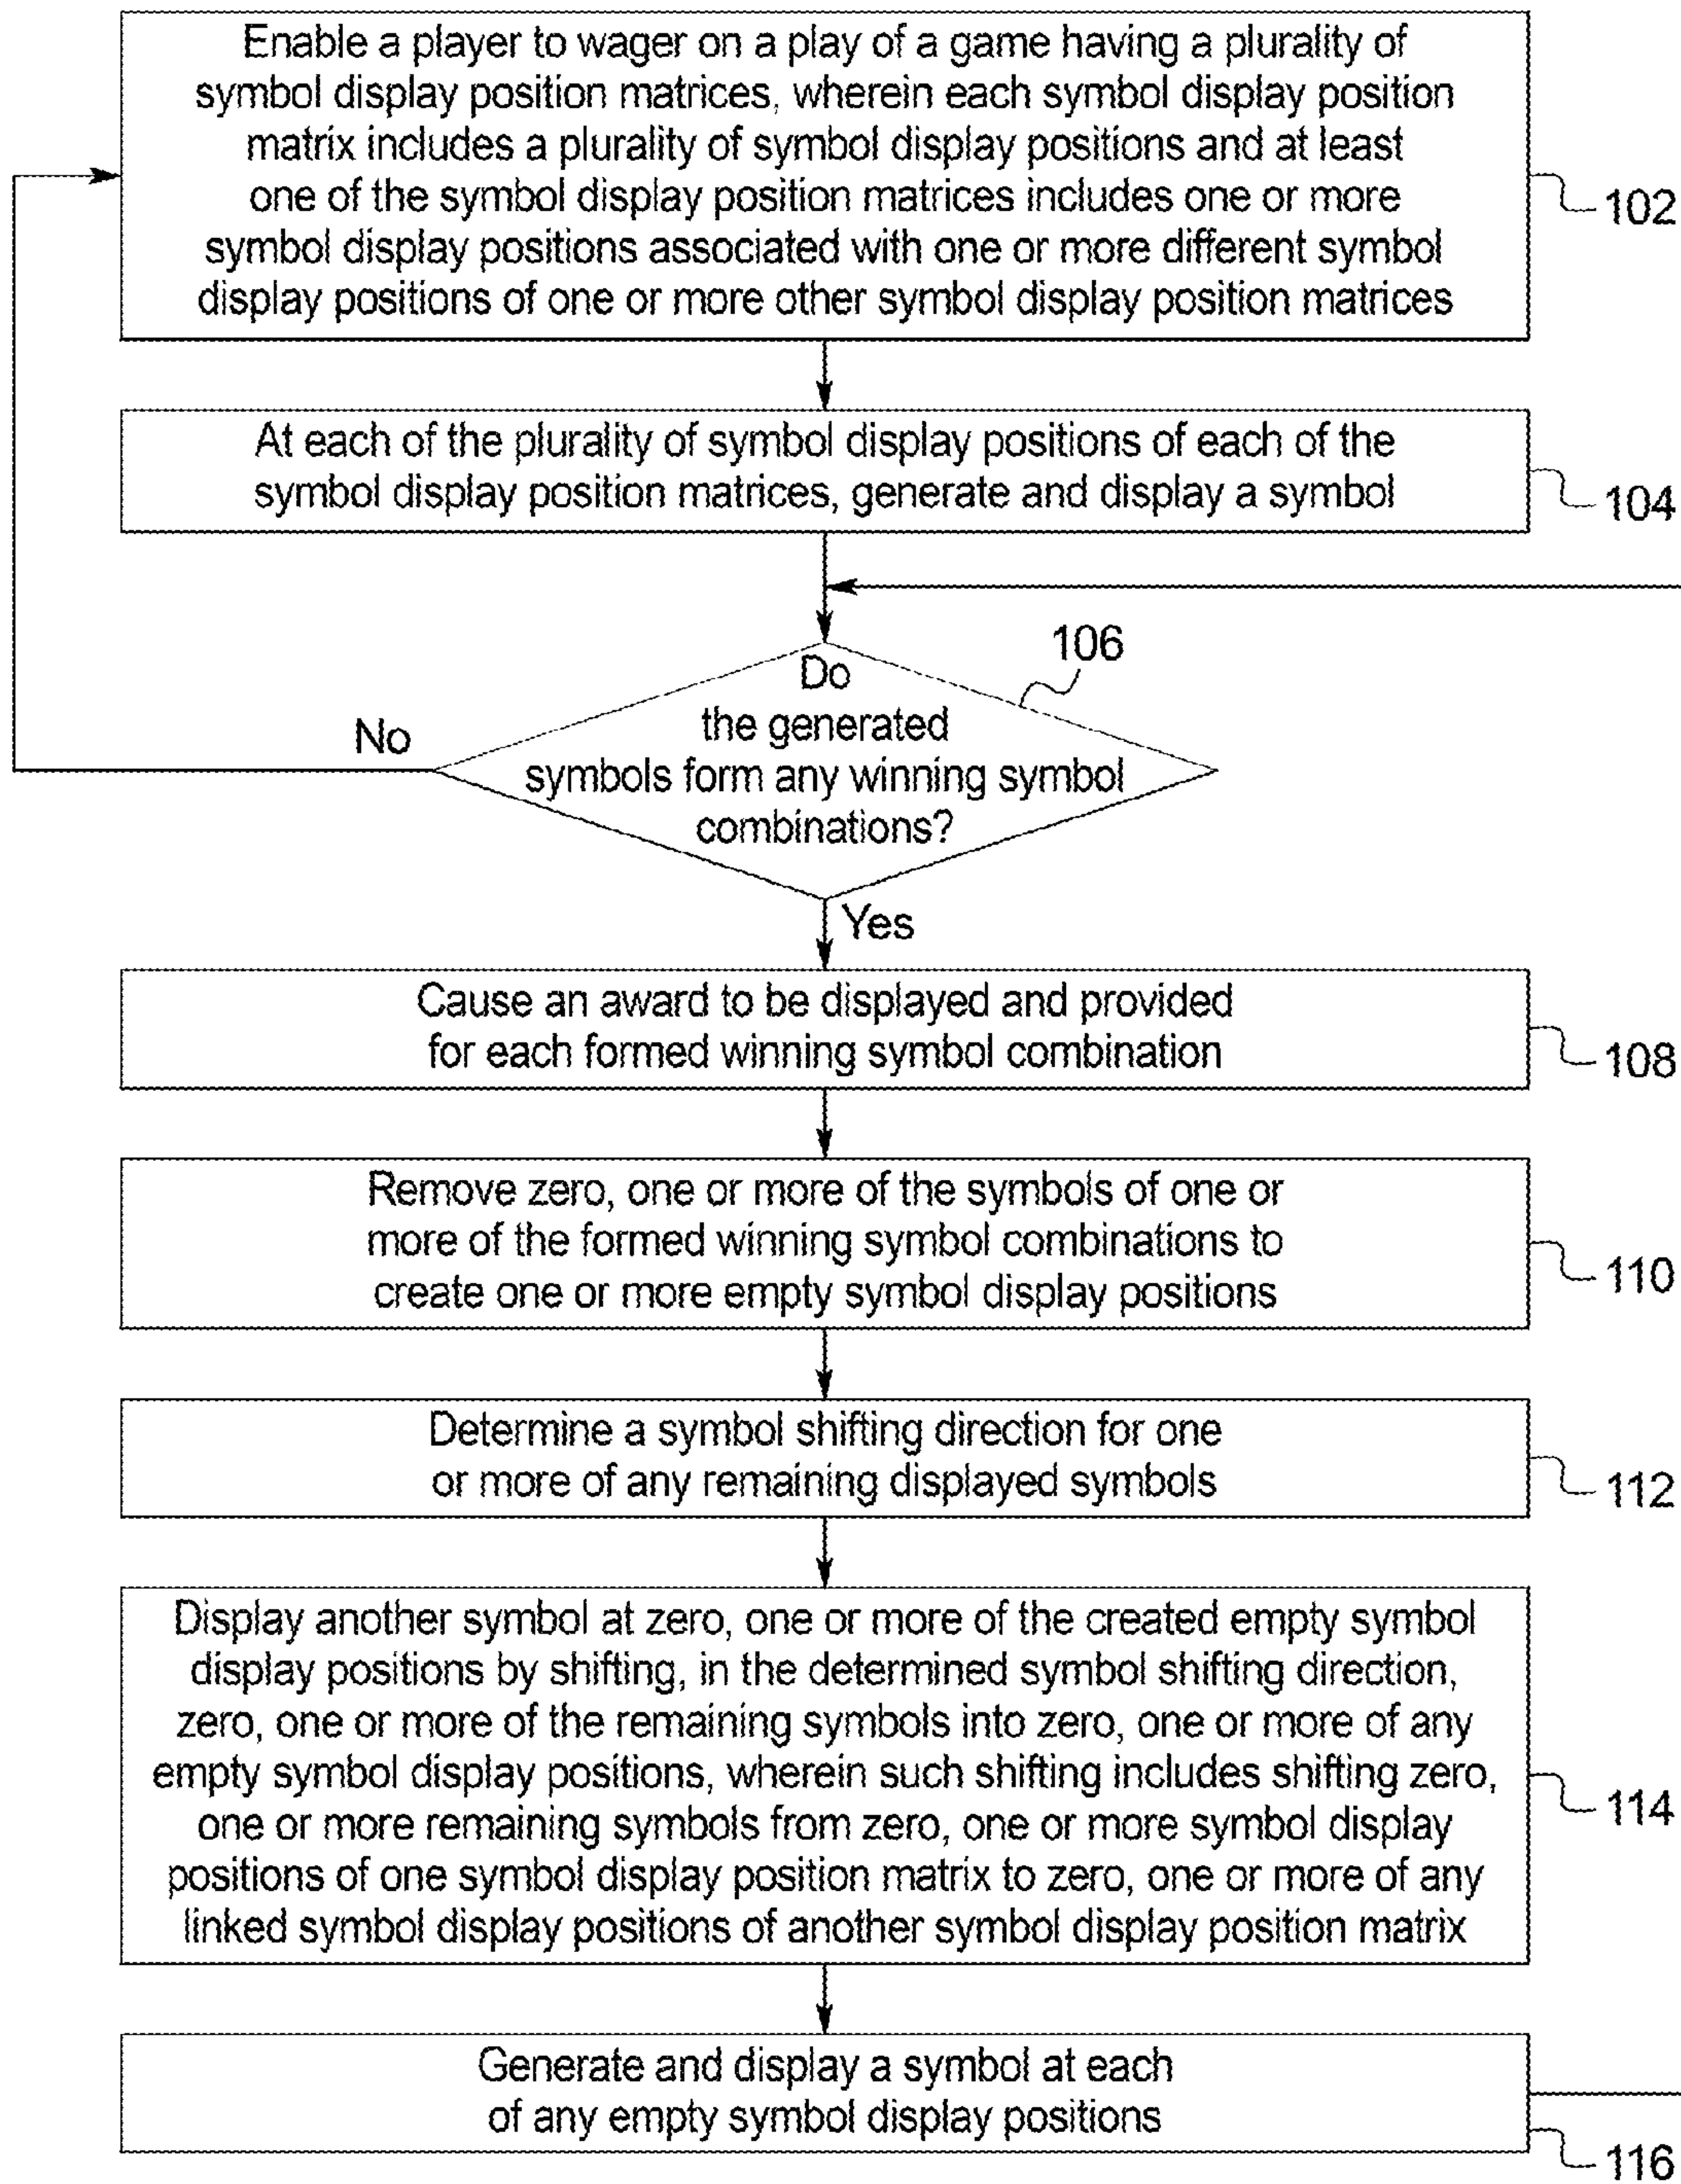 Enable a player to wager on a play of a game having a plurality of
symbol display position matrices, wherein each symbol display position
matrix includes a plurality of symbol display positions and at least
one of the symbol display position matrices includes one or more
symbol display positions associated with one or more different symbol
display positions of one or more other symbol display position matrices
102
At each of the plurality of symbol display positions of each of the
symbol display position matrices, generate and display a symbol
104
106
Do
the generated
symbols form any winning symbol
combinations?
No
Yes
Cause an award to be displayed and provided
for each formed winning symbol combination
108
Remove zero, one or more of the symbols of one or
more of the formed winning symbol combinations to
create one or more empty symbol display positions
110
Determine a symbol shifting direction for one
or more of any remaining displayed symbols
112
Display another symbol at zero, one or more of the created empty symbol
display positions by shifting, in the determined symbol shifting direction,
zero, one or more of the remaining symbols into zero, one or more of any
empty symbol display positions, wherein such shifting includes shifting zero,
one or more remaining symbols from zero, one or more symbol display
positions of one symbol display position matrix to zero, one or more of any
linked symbol display positions of another symbol display position matrix
114
Generate and display a symbol at each
of any empty symbol display positions
116